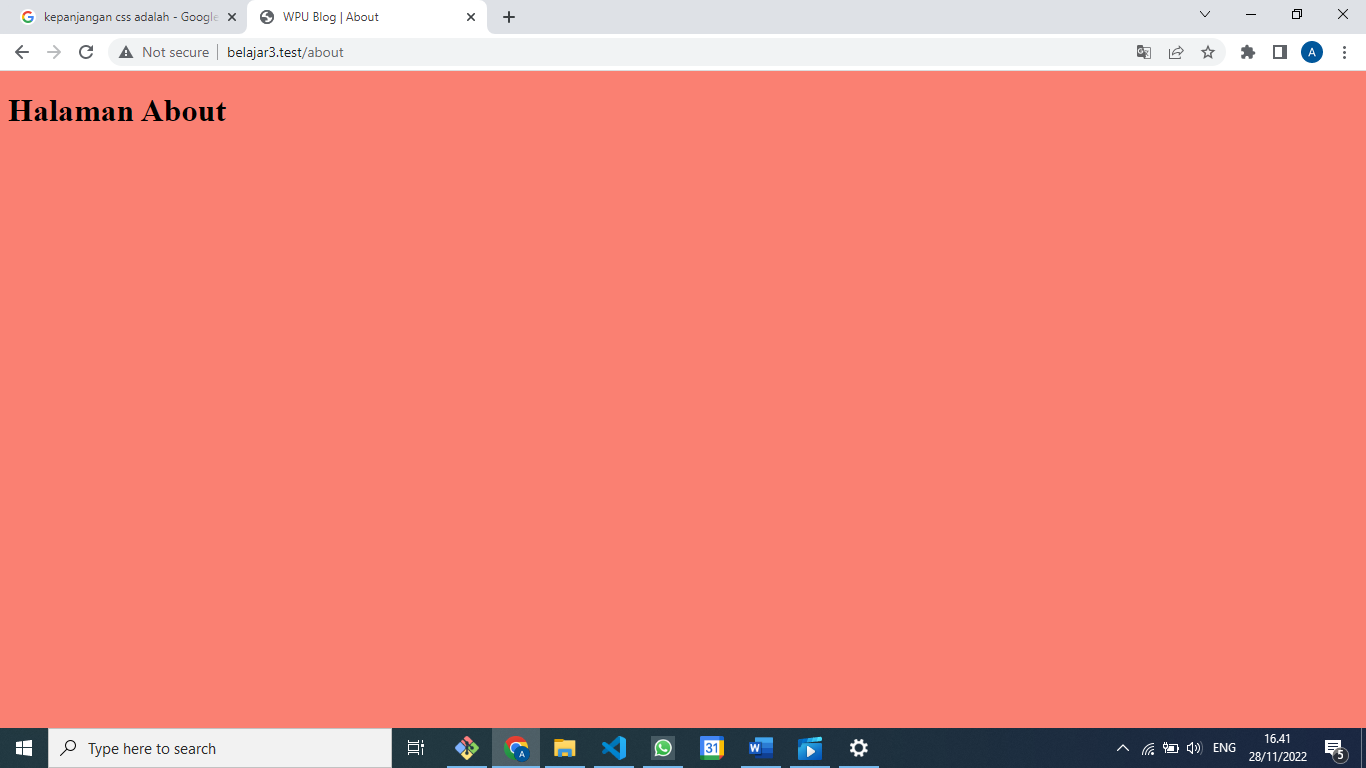 kepanjangan css adalah - Google
WPU Blog | About
Not secure
belajar3.test/about
A
Halaman About
Type here to search
A
31
W
ENG
16.41
28/11/2022
5